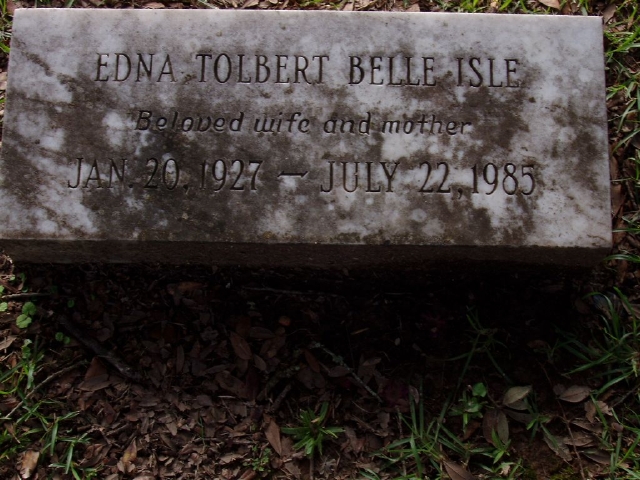 EDNA TOLBERT BELLE ISLE
Beloved wife and mother
JAN. 20, 1927 — JULY 22, 1985